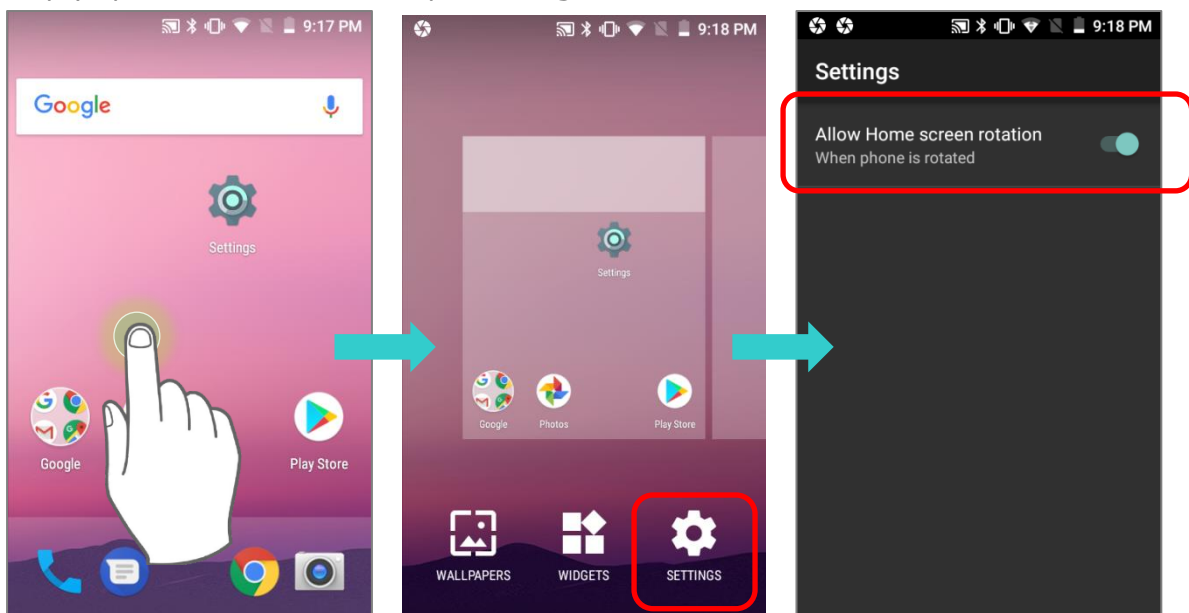 9:17 PM
Google
Settings
Google
Play Store
9:18 PM
Settings
Google
Photos
Play Store
WALLPAPERS
WIDGETS
SETTINGS
9:18 PM
Settings
Allow Home screen rotation
When phone is rotated